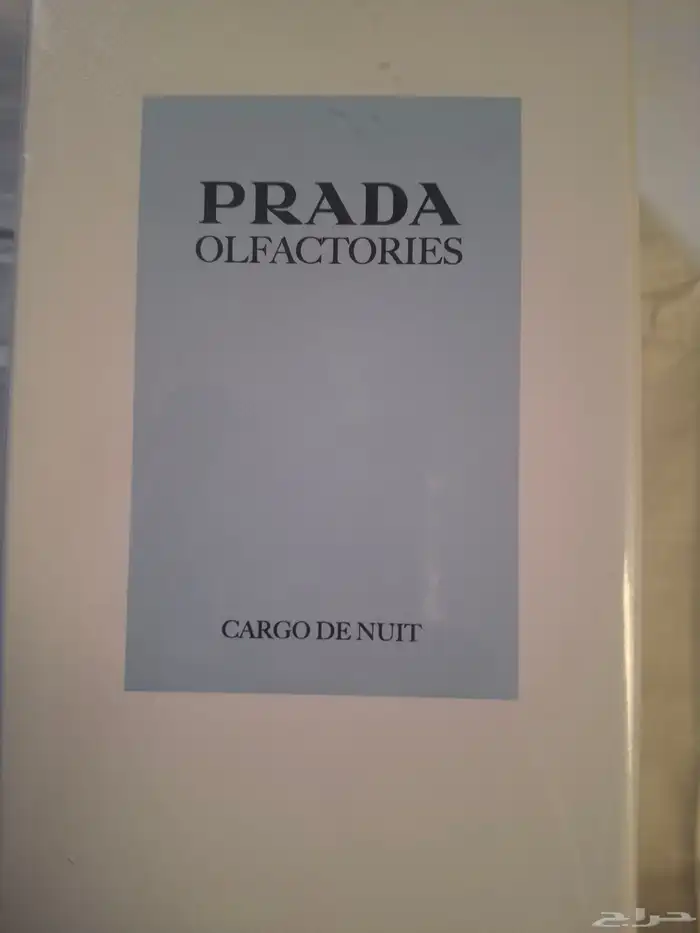 PRADA
OLFACTORIES
CARGO DE NUIT
حراج